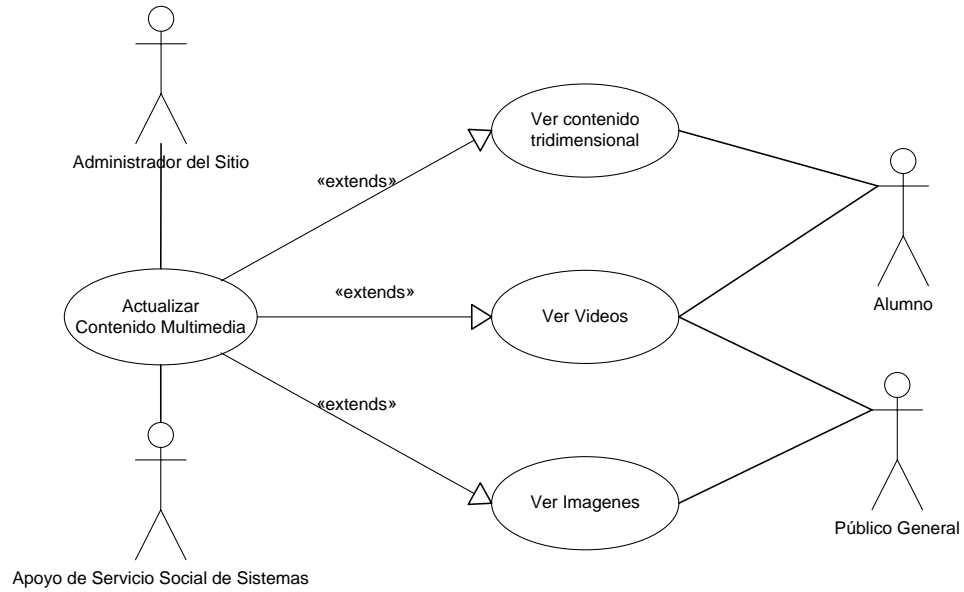 Administrador del Sitio
Ver contenido
tridimensional
«extends»
Alumno
Actualizar
Contenido Multimedia
«extends»
Ver Videos
«extends»
Ver Imagenes
Público General
Apoyo de Servicio Social de Sistemas